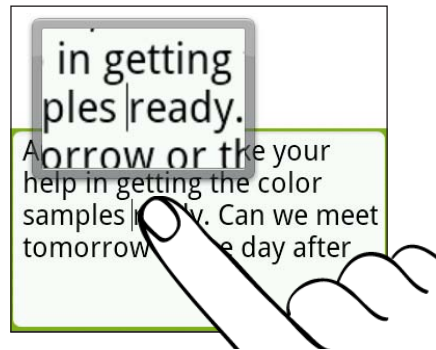 in getting
ples ready.
orrow or th
A ke your
help in getting the color
samples r y. Can we meet
tomorrow e day after